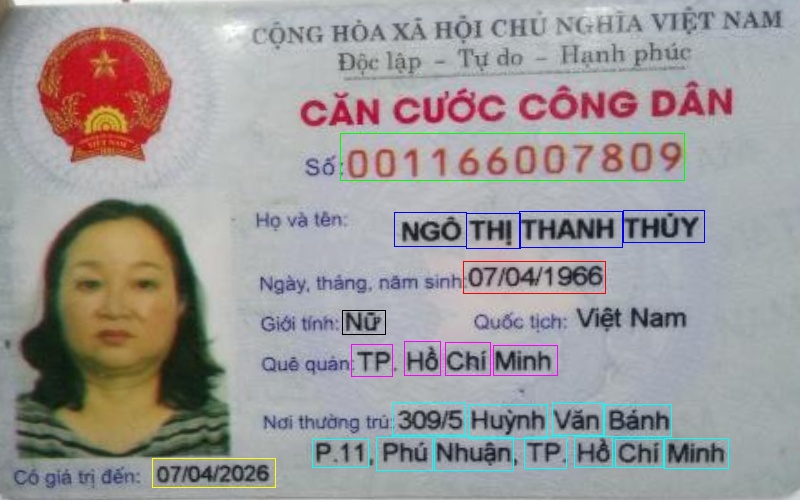 CỘNG HÒA XÃ HỘI CHỦ NGHĨA VIỆT NAM
Độc lập – Tự do – Hạnh phúc
CĂN CƯỚC CÔNG DÂN
Số: 001166007809
Họ và tên: NGÔ THỊ THANH THỦY
Ngày, tháng, năm sinh: 07/04/1966
Giới tính: Nữ Quốc tịch: Việt Nam
Quê quán: TP. Hồ Chí Minh
Nơi thường trú: 309/5 Huỳnh Văn Bánh
P.11, Phú Nhuận, TP. Hồ Chí Minh
Có giá trị đến: 07/04/2026
VIỆT NAM